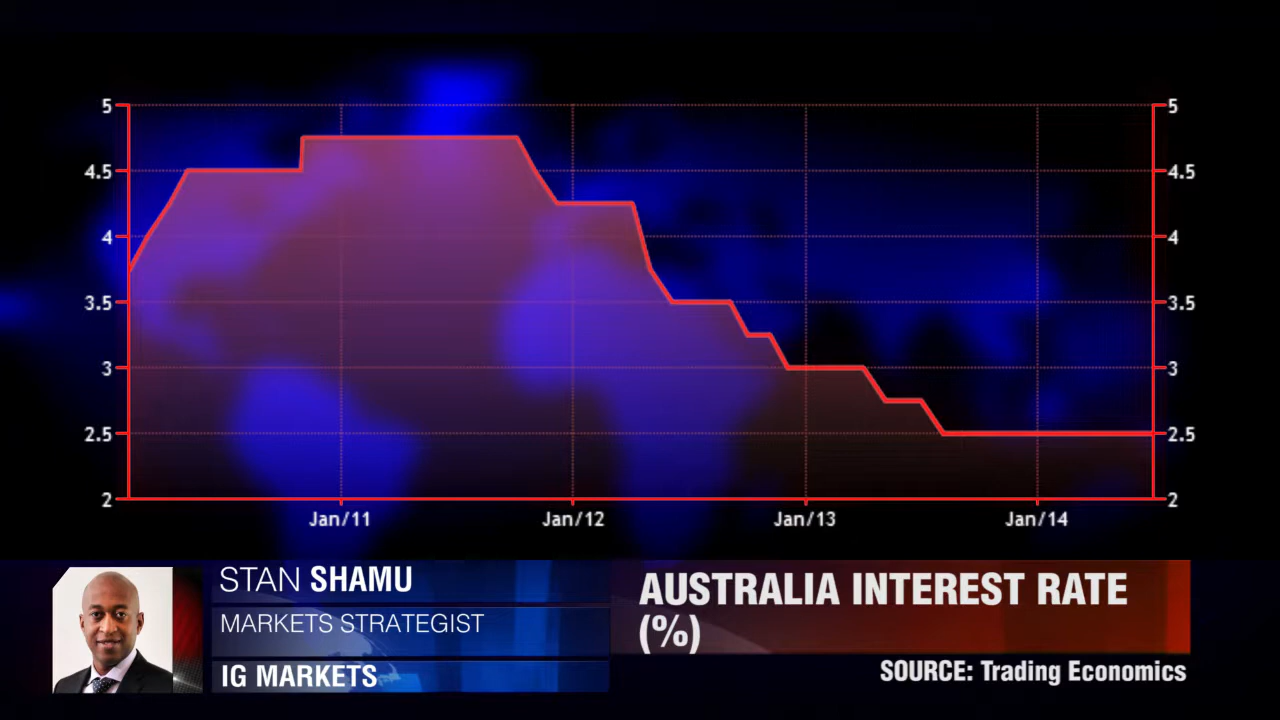 5 5
4.5 4.5
4 4
3.5 3.5
3 3
2.5 2.5
2 2
Jan/11 Jan/12 Jan/13 Jan/14
STAN SHAMU
MARKETS STRATEGIST
IG MARKETS
AUSTRALIA INTEREST RATE
(%)
SOURCE: Trading Economics